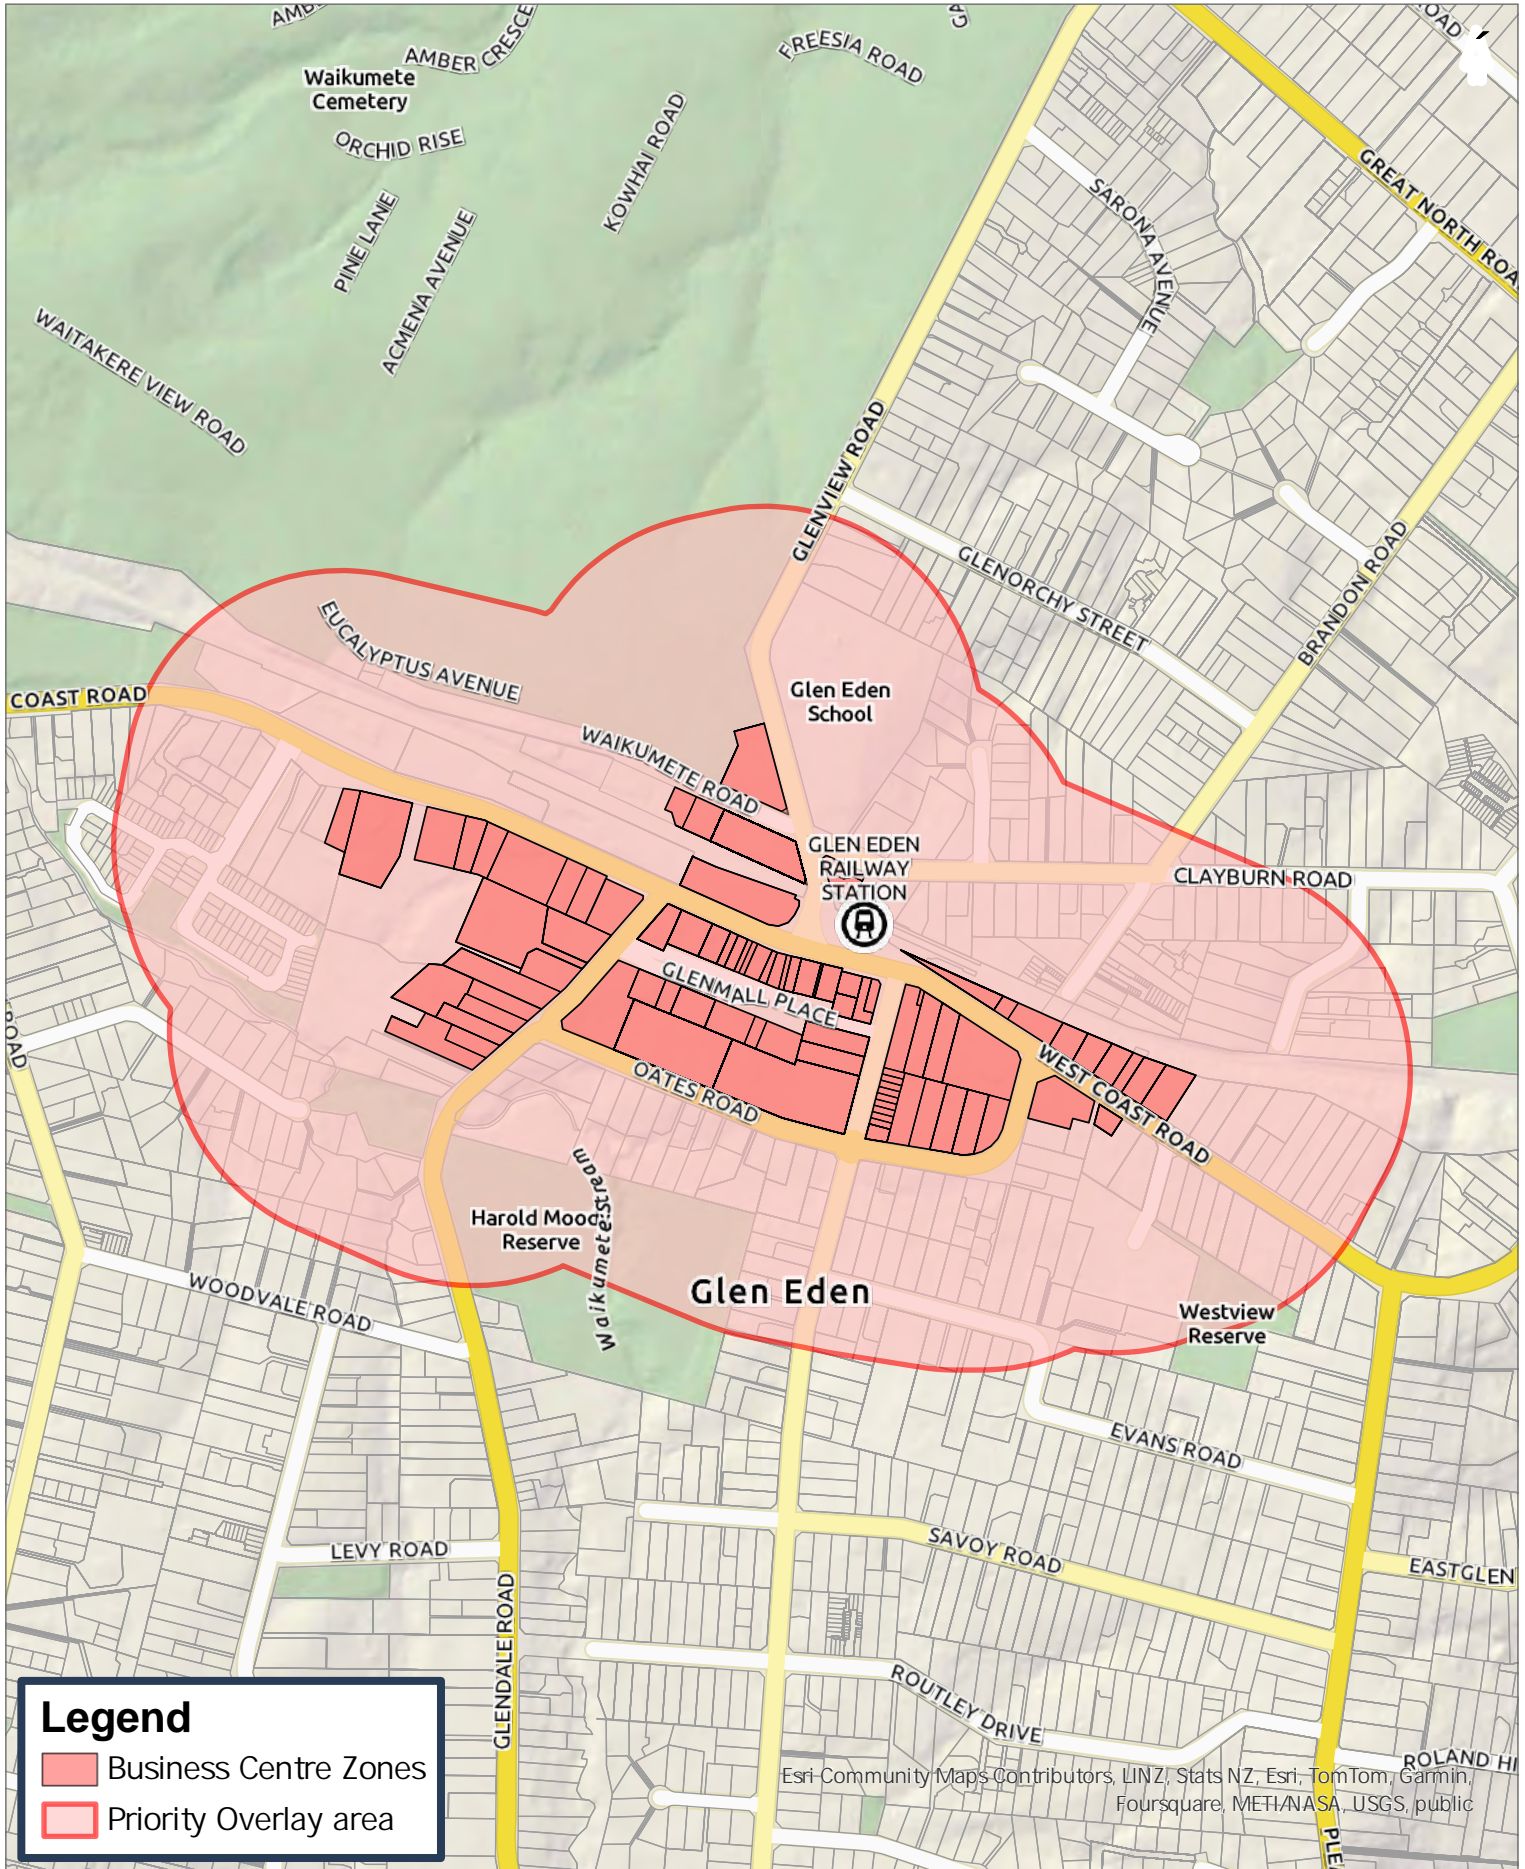 AMBER CRESCE
FREESIA ROAD
Waikumete
Cemetery
ORCHID RISE
KOWHAI ROAD
PINE LANE
ACMENA AVENUE
WAITAKERE VIEW ROAD
SARONA AVENUE
GREAT NORTH ROA
GLENVIEW ROAD
GLENORCHY STREET
BRANDON ROAD
EUCALYPTUS AVENUE
COAST ROAD
Glen Eden
School
WAIKUMETE ROAD
GLEN EDEN
RAILWAY
STATION
CLAYBURN ROAD
GLENMALL PLACE
OATES ROAD
WEST COAST ROAD
ROAD
Waikumete Stream
Harold Moody
Reserve
Glen Eden
Westview
Reserve
WOODVALE ROAD
EVANS ROAD
SAVOY ROAD
LEVY ROAD
EASTGLEN
GLENDALE ROAD
ROUTLEY DRIVE
ROLAND HI
PLEA
Legend
Business Centre Zones
Priority Overlay area
Esri Community Maps Contributors, LINZ, Stats NZ, Esri, TomTom, Garmin,
Foursquare, METI/NASA, USGS, public